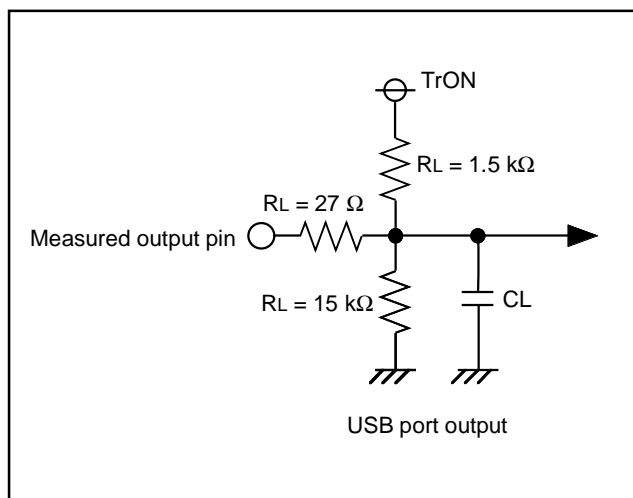 TrON
RL = 1.5 kΩ
RL = 27 Ω
Measured output pin
RL = 15 kΩ
CL
USB port output